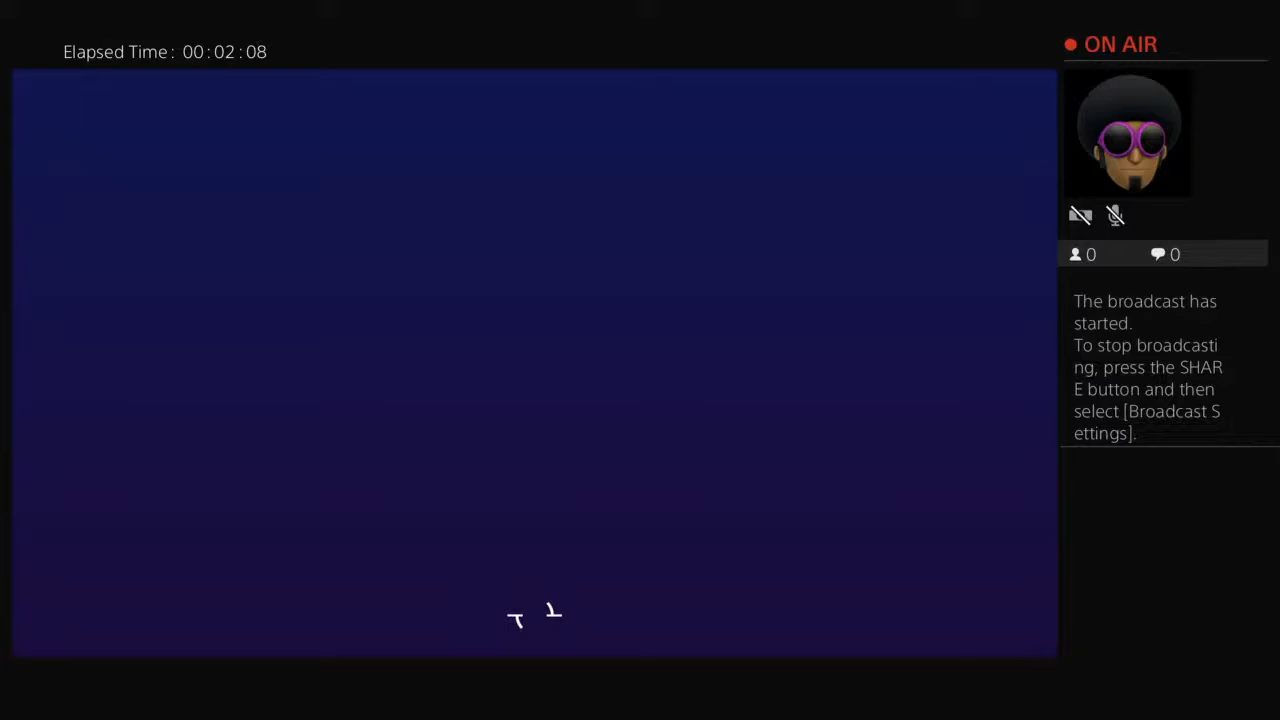 Elapsed Time: 00:02:08
ON AIR
0 0
The broadcast has
started.
To stop broadcasti
ng, press the SHAR
E button and then
select [Broadcast S
ettings].